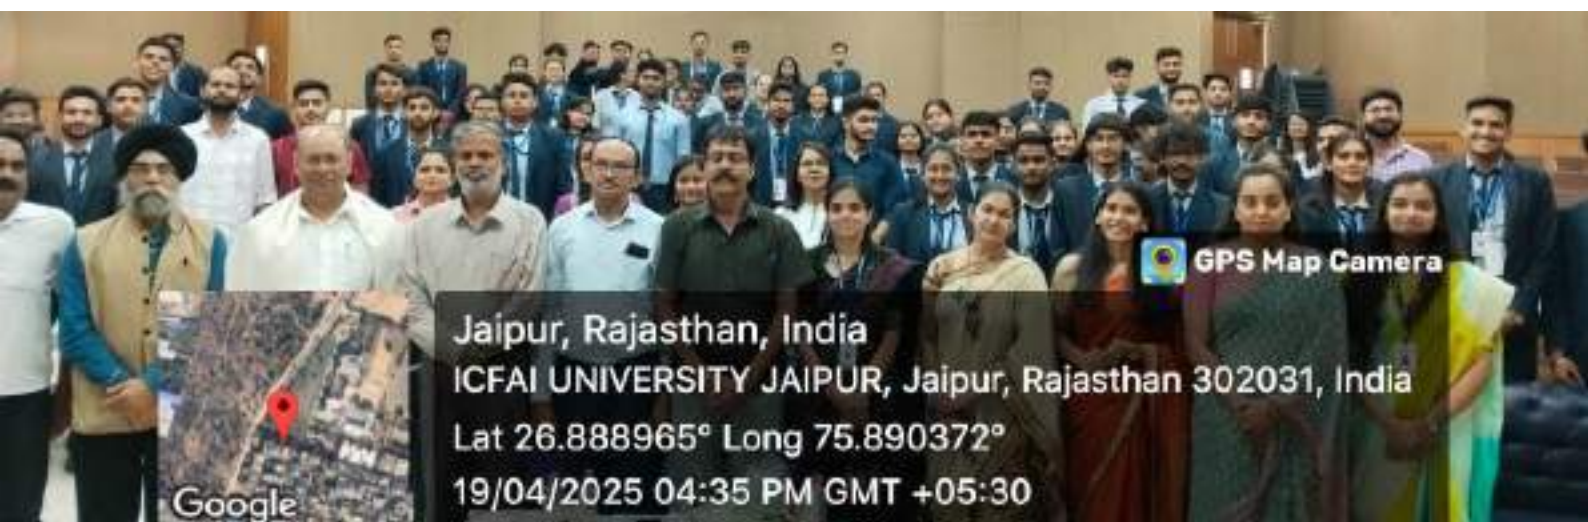 GPS Map Camera
Jaipur, Rajasthan, India
ICFAI UNIVERSITY JAIPUR, Jaipur, Rajasthan 302031, India
Lat 26.888965° Long 75.890372°
19/04/2025 04:35 PM GMT +05:30
Google